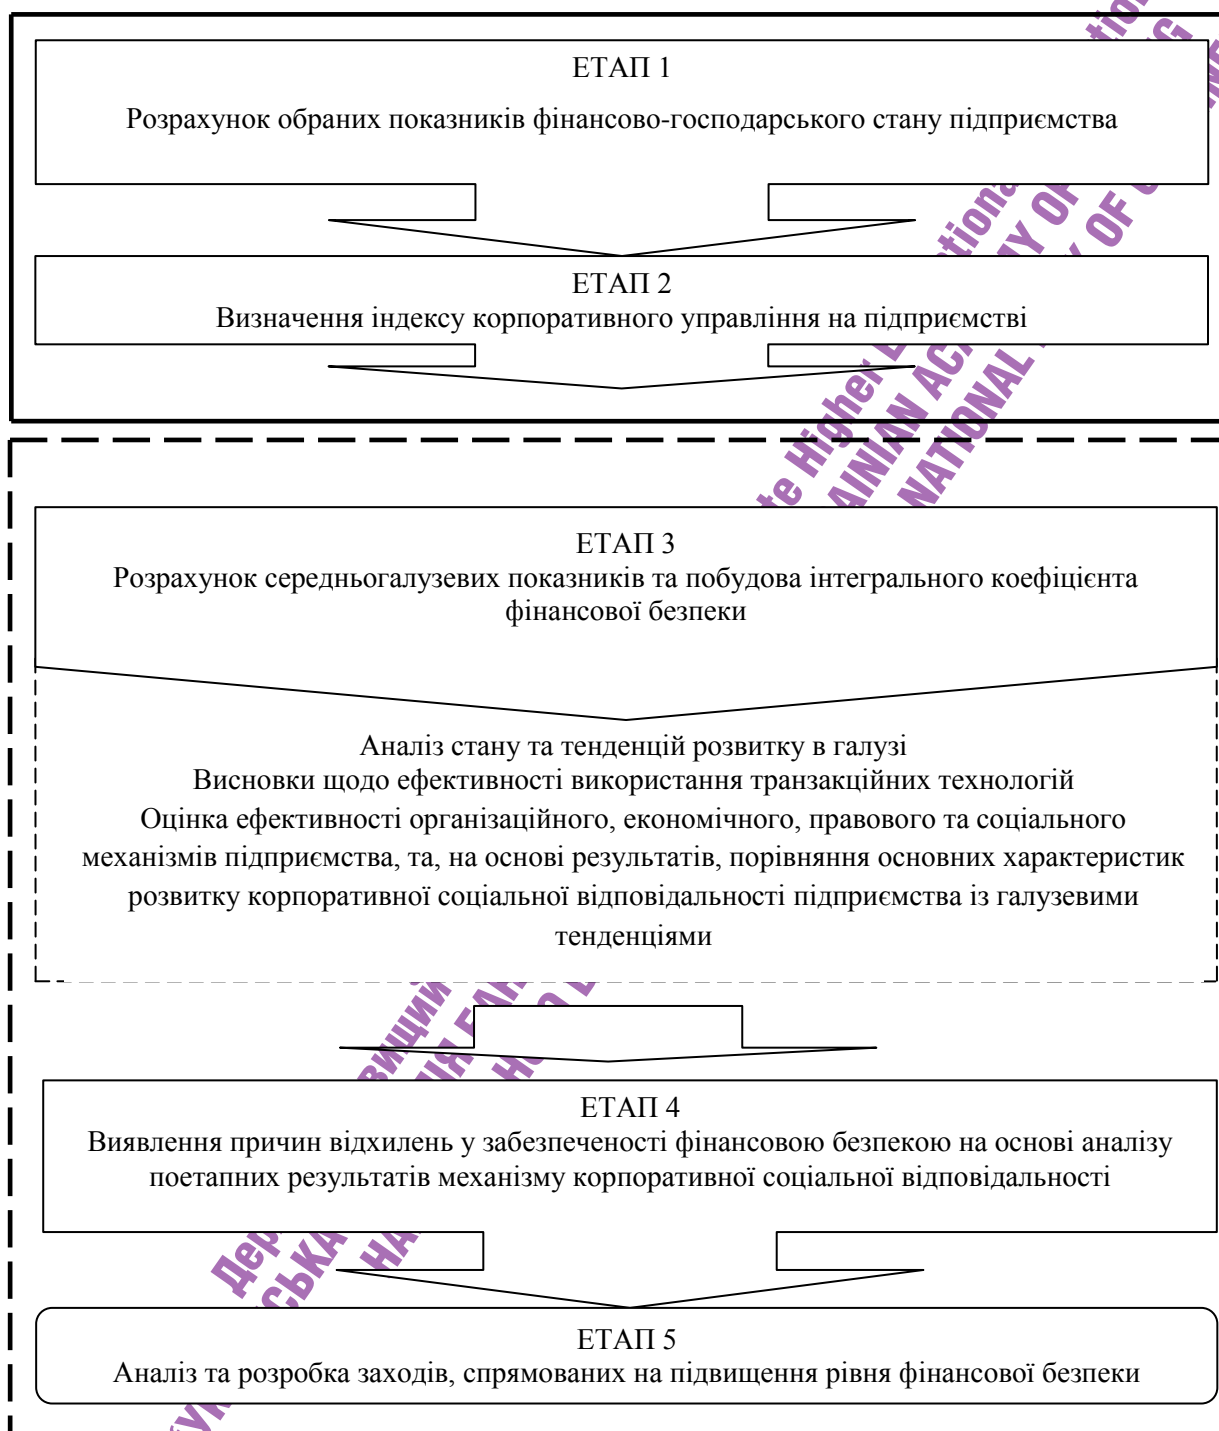 ЕТАП 1
Розрахунок обраних показників фінансово-господарського стану підприємства
ЕТАП 2
Визначення індексу корпоративного управління на підприємстві
ЕТАП 3
Розрахунок середньогалузевих показників та побудова інтегрального коефіцієнта
фінансової безпеки
Аналіз стану та тенденцій розвитку в галузі
Висновки щодо ефективності використання транзакційних технологій
Оцінка ефективності організаційного, економічного, правового та соціального
механізмів підприємства, та, на основі результатів, порівняння основних характеристик
розвитку корпоративної соціальної відповідальності підприємства із галузевими
тенденціями
ЕТАП 4
Виявлення причин відхилень у забезпеченості фінансовою безпекою на основі аналізу
поетапних результатів механізму корпоративної соціальної відповідальності
ЕТАП 5
Аналіз та розробка заходів, спрямованих на підвищення рівня фінансової безпеки